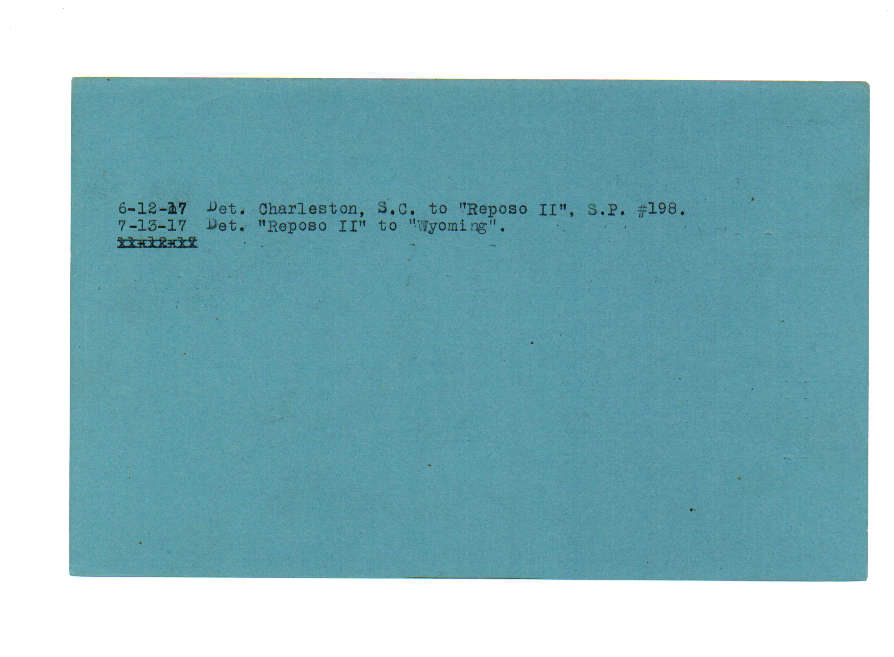 6-12-17 Det. Charleston, S.C. to "Reposo II", S.P. #198.
7-13-17 Det. "Reposo II" to "Wyoming".